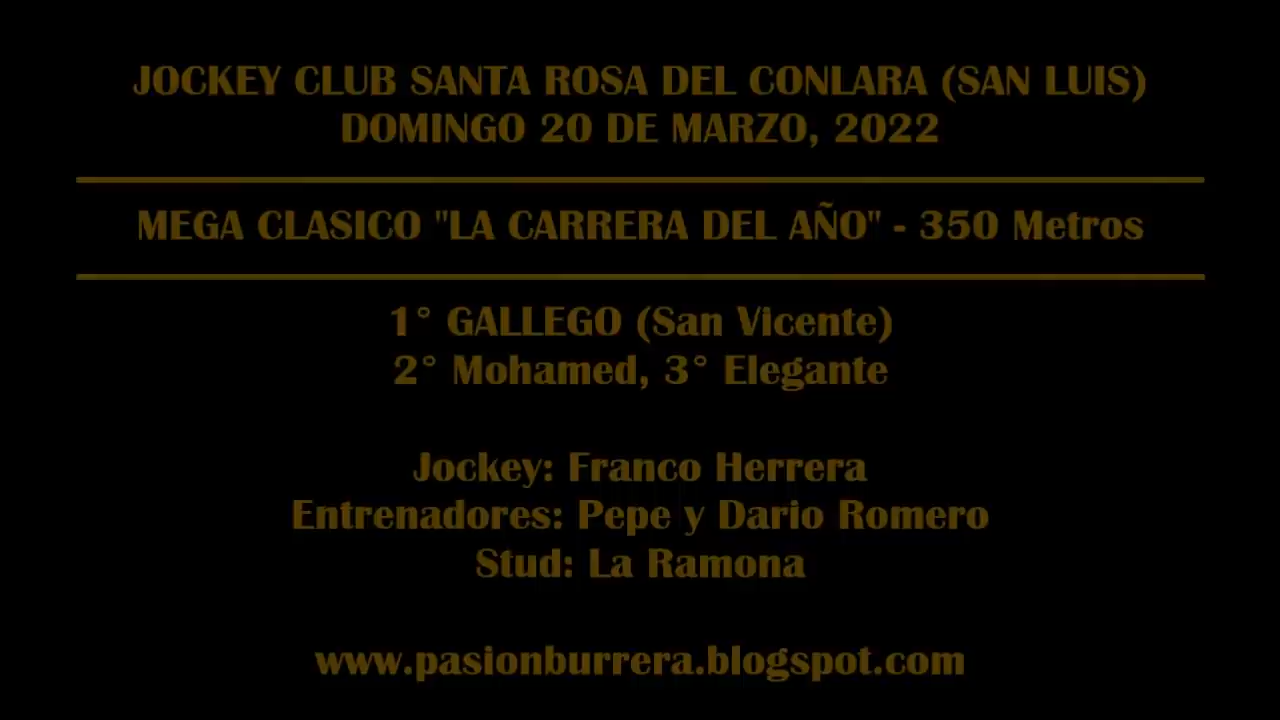 JOCKEY CLUB SANTA ROSA DEL CONLARA (SAN LUIS)
DOMINGO 20 DE MARZO, 2022
MEGA CLASICO "LA CARRERA DEL AÑO" - 350 Metros
1° GALLEGO (San Vicente)
2° Mohamed, 3° Elegante
Jockey: Franco Herrera
Entrenadores: Pepe y Dario Romero
Stud: La Ramona
www.pasionburrera.blogspot.com